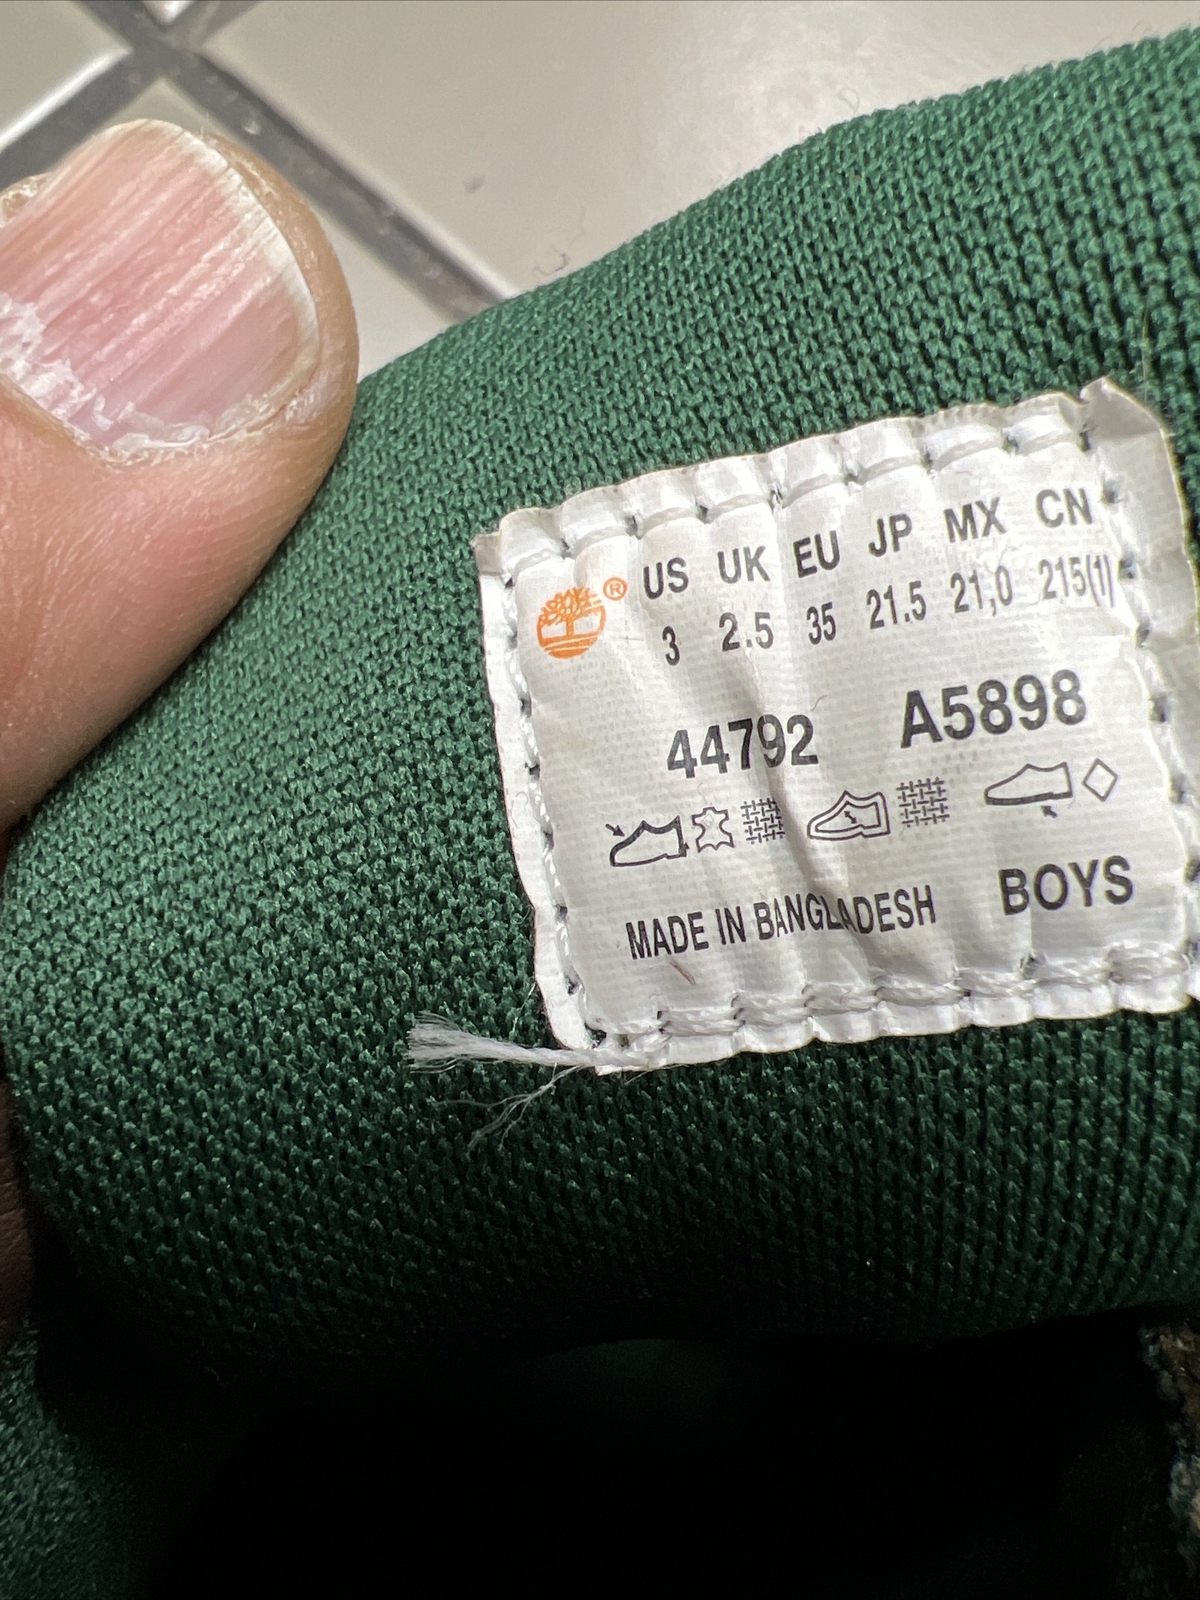 ® US UK EU JP MX CN
3 2.5 35 21.5 21,0 215(1)
44792 A5898
MADE IN BANGLADESH BOYS